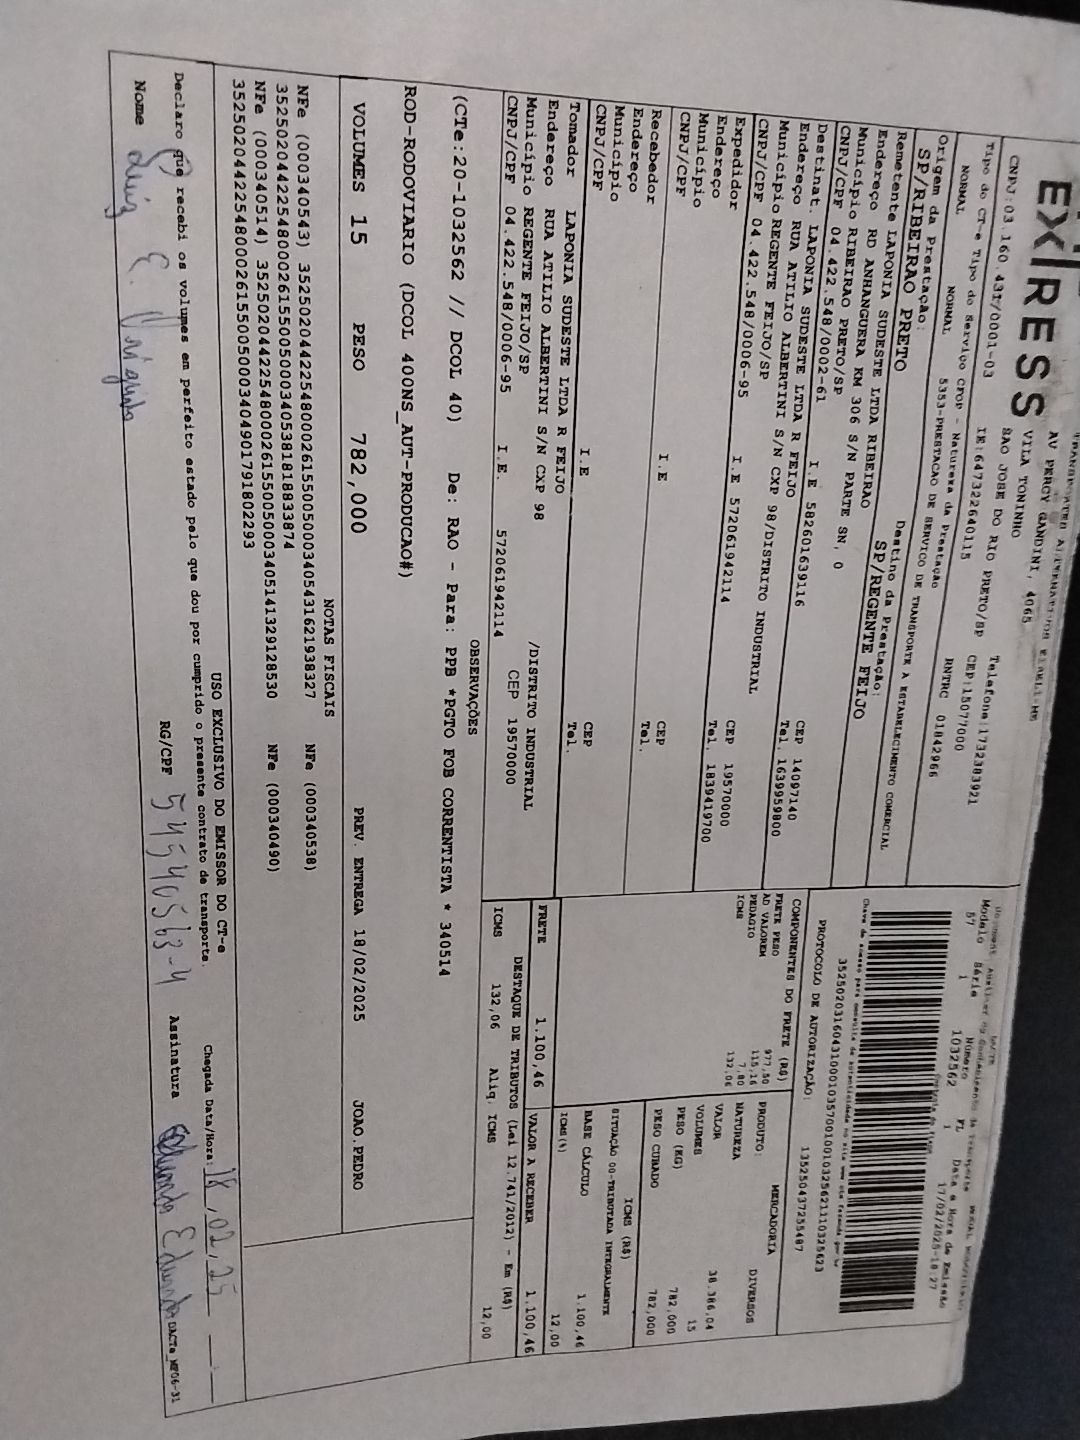 EX|RESS
AV PERCY GANDINI, 4065
VILA TONINHO
SAO JOSE DO RIO PRETO/SP Telefone:1732383921
CNPJ:03.160.431/0001-03 IE:647322640115 CEP:15077000
Tipo do CT-e Tipo do Serviço CFOP - Natureza da Prestação RNTRC 01842966
NORMAL NORMAL 5353-PRESTACAO DE SERVICO DE TRANSPORTE A ESTABELECIMENTO COMERCIAL
Origem da Prestação: Destino da Prestação:
SP/RIBEIRAO PRETO SP/REGENTE FEIJO
Remetente LAPONIA SUDESTE LTDA RIBEIRAO
Endereço RD ANHANGUERA KM 306 S/N PARTE SN, 0
Município RIBEIRAO PRETO/SP CEP 14097140
CNPJ/CPF 04.422.548/0002-61 I.E 582601639116 Tel. 1639959800
Destinat. LAPONIA SUDESTE LTDA R FEIJO
Endereço RUA ATILIO ALBERTINI S/N CXP 98/DISTRITO INDUSTRIAL
Município REGENTE FEIJO/SP CEP 19570000
CNPJ/CPF 04.422.548/0006-95 I.E 572061942114 Tel. 1839419700
Expedidor
Endereço
Município CEP
CNPJ/CPF I.E Tel.
Recebedor
Endereço
Município CEP
CNPJ/CPF I.E Tel.
Tomador LAPONIA SUDESTE LTDA R FEIJO
Endereço RUA ATILIO ALBERTINI S/N CXP 98 /DISTRITO INDUSTRIAL
Município REGENTE FEIJO/SP CEP 19570000
CNPJ/CPF 04.422.548/0006-95 I.E. 572061942114
Modelo Série Número FL Data e Hora de Emissão
57 1 1032562 1 17/02/2025-18:27
35250203160431000103570010010325621110325623
PROTOCOLO DE AUTORIZAÇÃO: 135250437255487
COMPONENTES DO FRETE (R$)
FRETE PESO 977,50
AD VALOREM 115,16
PEDAGIO 7,80
ICMS 132,06
MERCADORIA
PRODUTO: DIVERSOS
NATUREZA
VALOR 38.386,04
VOLUMES 15
PESO (KG) 782,000
PESO CUBADO 782,000
ICMS (R$)
SITUAÇÃO 00-TRIBUTADA INTEGRALMENTE
BASE CÁLCULO 1.100,46
ICMS(%) 12,00
FRETE 1.100,46 VALOR A RECEBER 1.100,46
DESTAQUE DE TRIBUTOS (Lei 12.741/2012) - Em (R$)
ICMS 132,06 Aliq. ICMS 12,00
OBSERVAÇÕES
(CTe:20-1032562 // DCOL 40) De: RAO - Para: PPB *PGTO FOB CORRENTISTA * 340514
ROD-RODOVIARIO (DCOL 400NS_AUT-PRODUCAO#)
VOLUMES 15 PESO 782,000 PREV. ENTREGA 18/02/2025 JOAO.PEDRO
NOTAS FISCAIS
NFe (000340543) 35250204422548000261550050003405431621938327 NFe (000340538)
35250204422548000261550050003405381818833874
NFe (000340514) 35250204422548000261550050003405141329128530 NFe (000340490)
35250204422548000261550050003404901791802293
USO EXCLUSIVO DO EMISSOR DO CT-e
Declaro que recebi os volumes em perfeito estado pelo que dou por cumprido o presente contrato de transporte. Chegada Data/Hora: 18/02/25
Nome Luiz E. RG/CPF 54540563-4 Assinatura Eduardo
DACTe_MP06-31